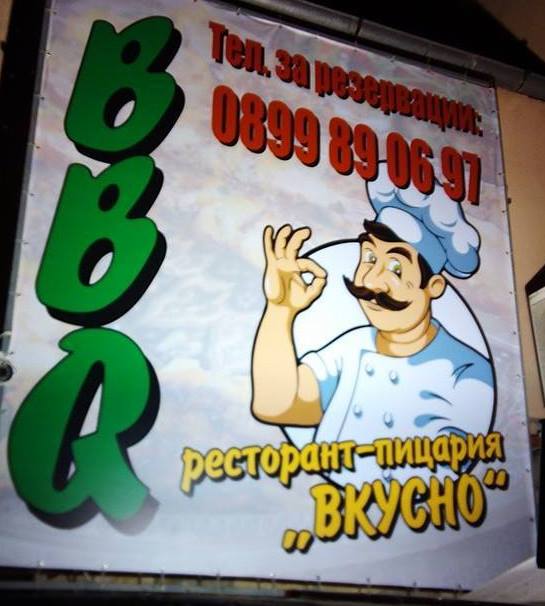 BBQ
Тел. за резервации:
0899 89 06 97
ресторант-пицария
„ВКУСНО“